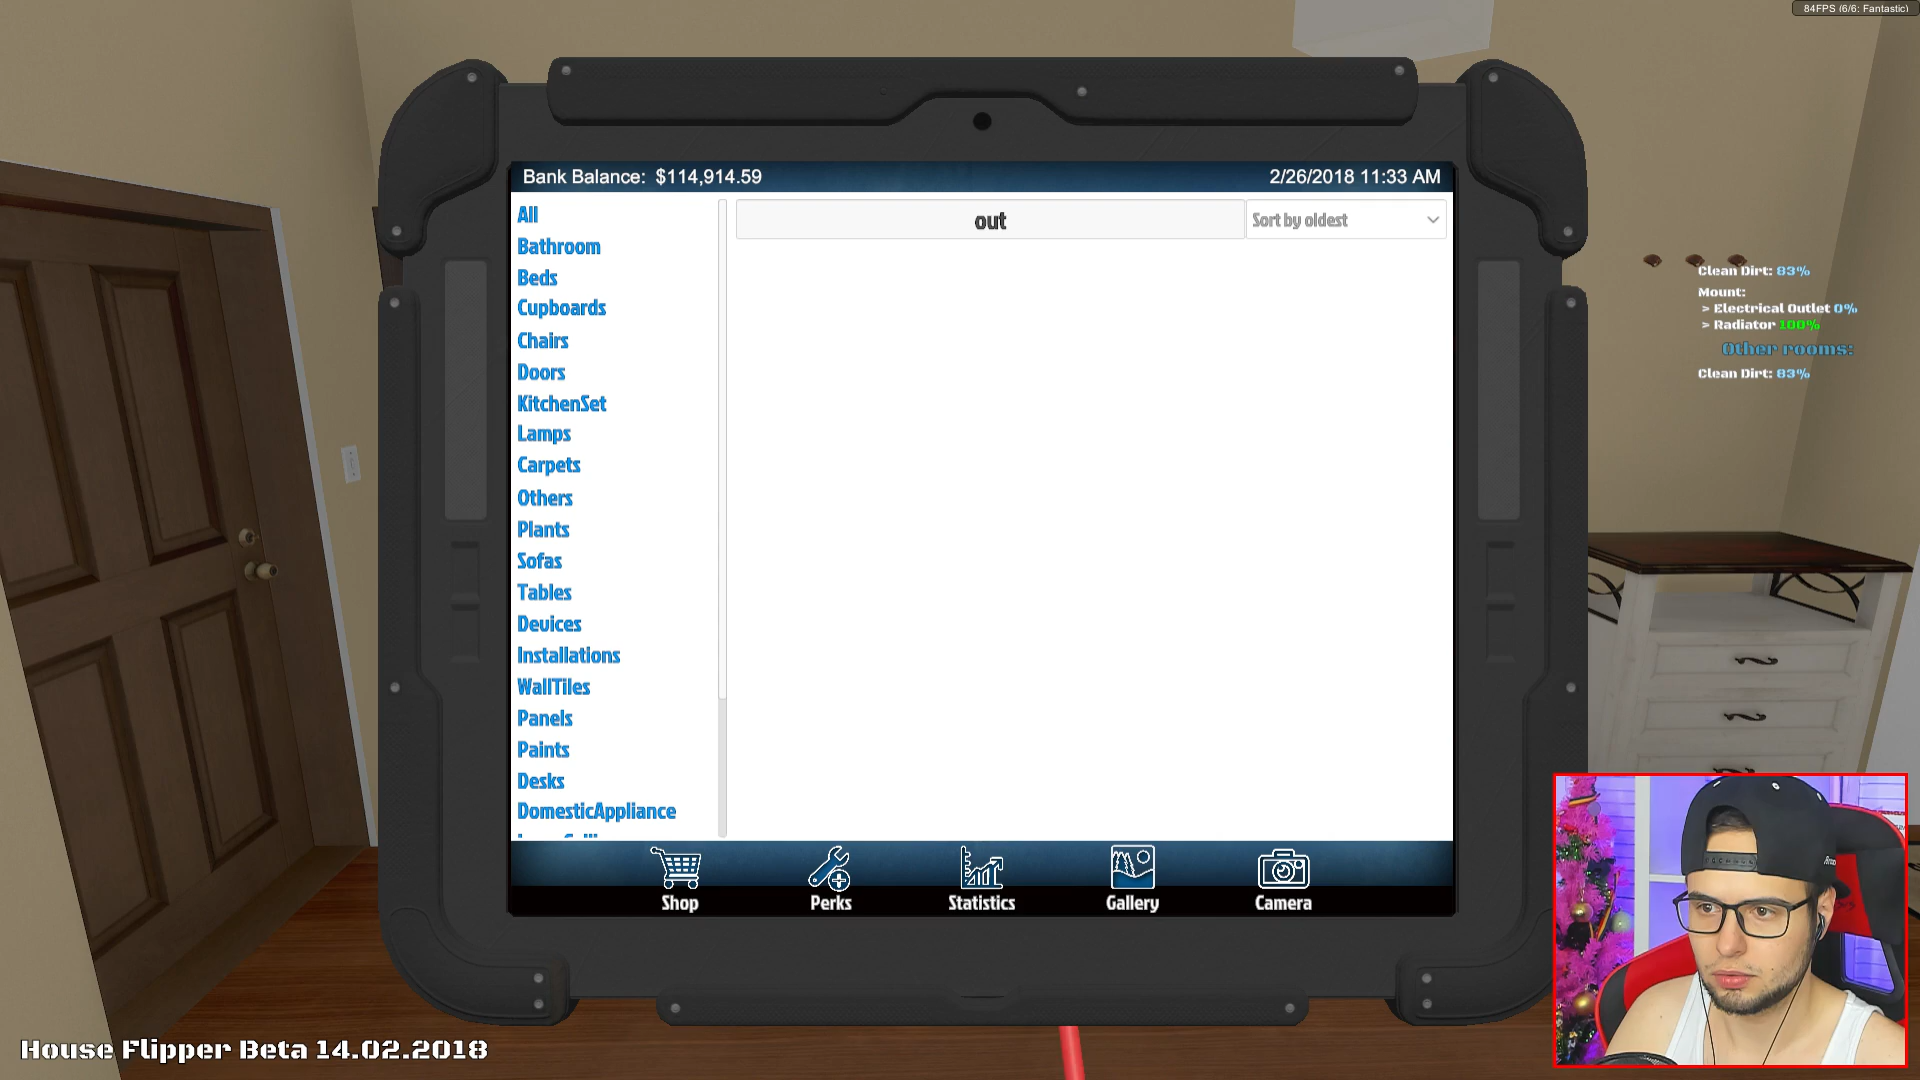 84FPS (6/6: Fantastic)
Bank Balance: $114,914.59
2/26/2018 11:33 AM
All
Bathroom
Beds
Cupboards
Chairs
Doors
KitchenSet
Lamps
Carpets
Others
Plants
Sofas
Tables
Devices
Installations
WallTiles
Panels
Paints
Desks
DomesticAppliance
out
Sort by oldest
Clean Dirt: 83%
Mount:
> Electrical Outlet 0%
> Radiator 100%
Other rooms:
Clean Dirt: 83%
Shop
Perks
Statistics
Gallery
Camera
House Flipper Beta 14.02.2018